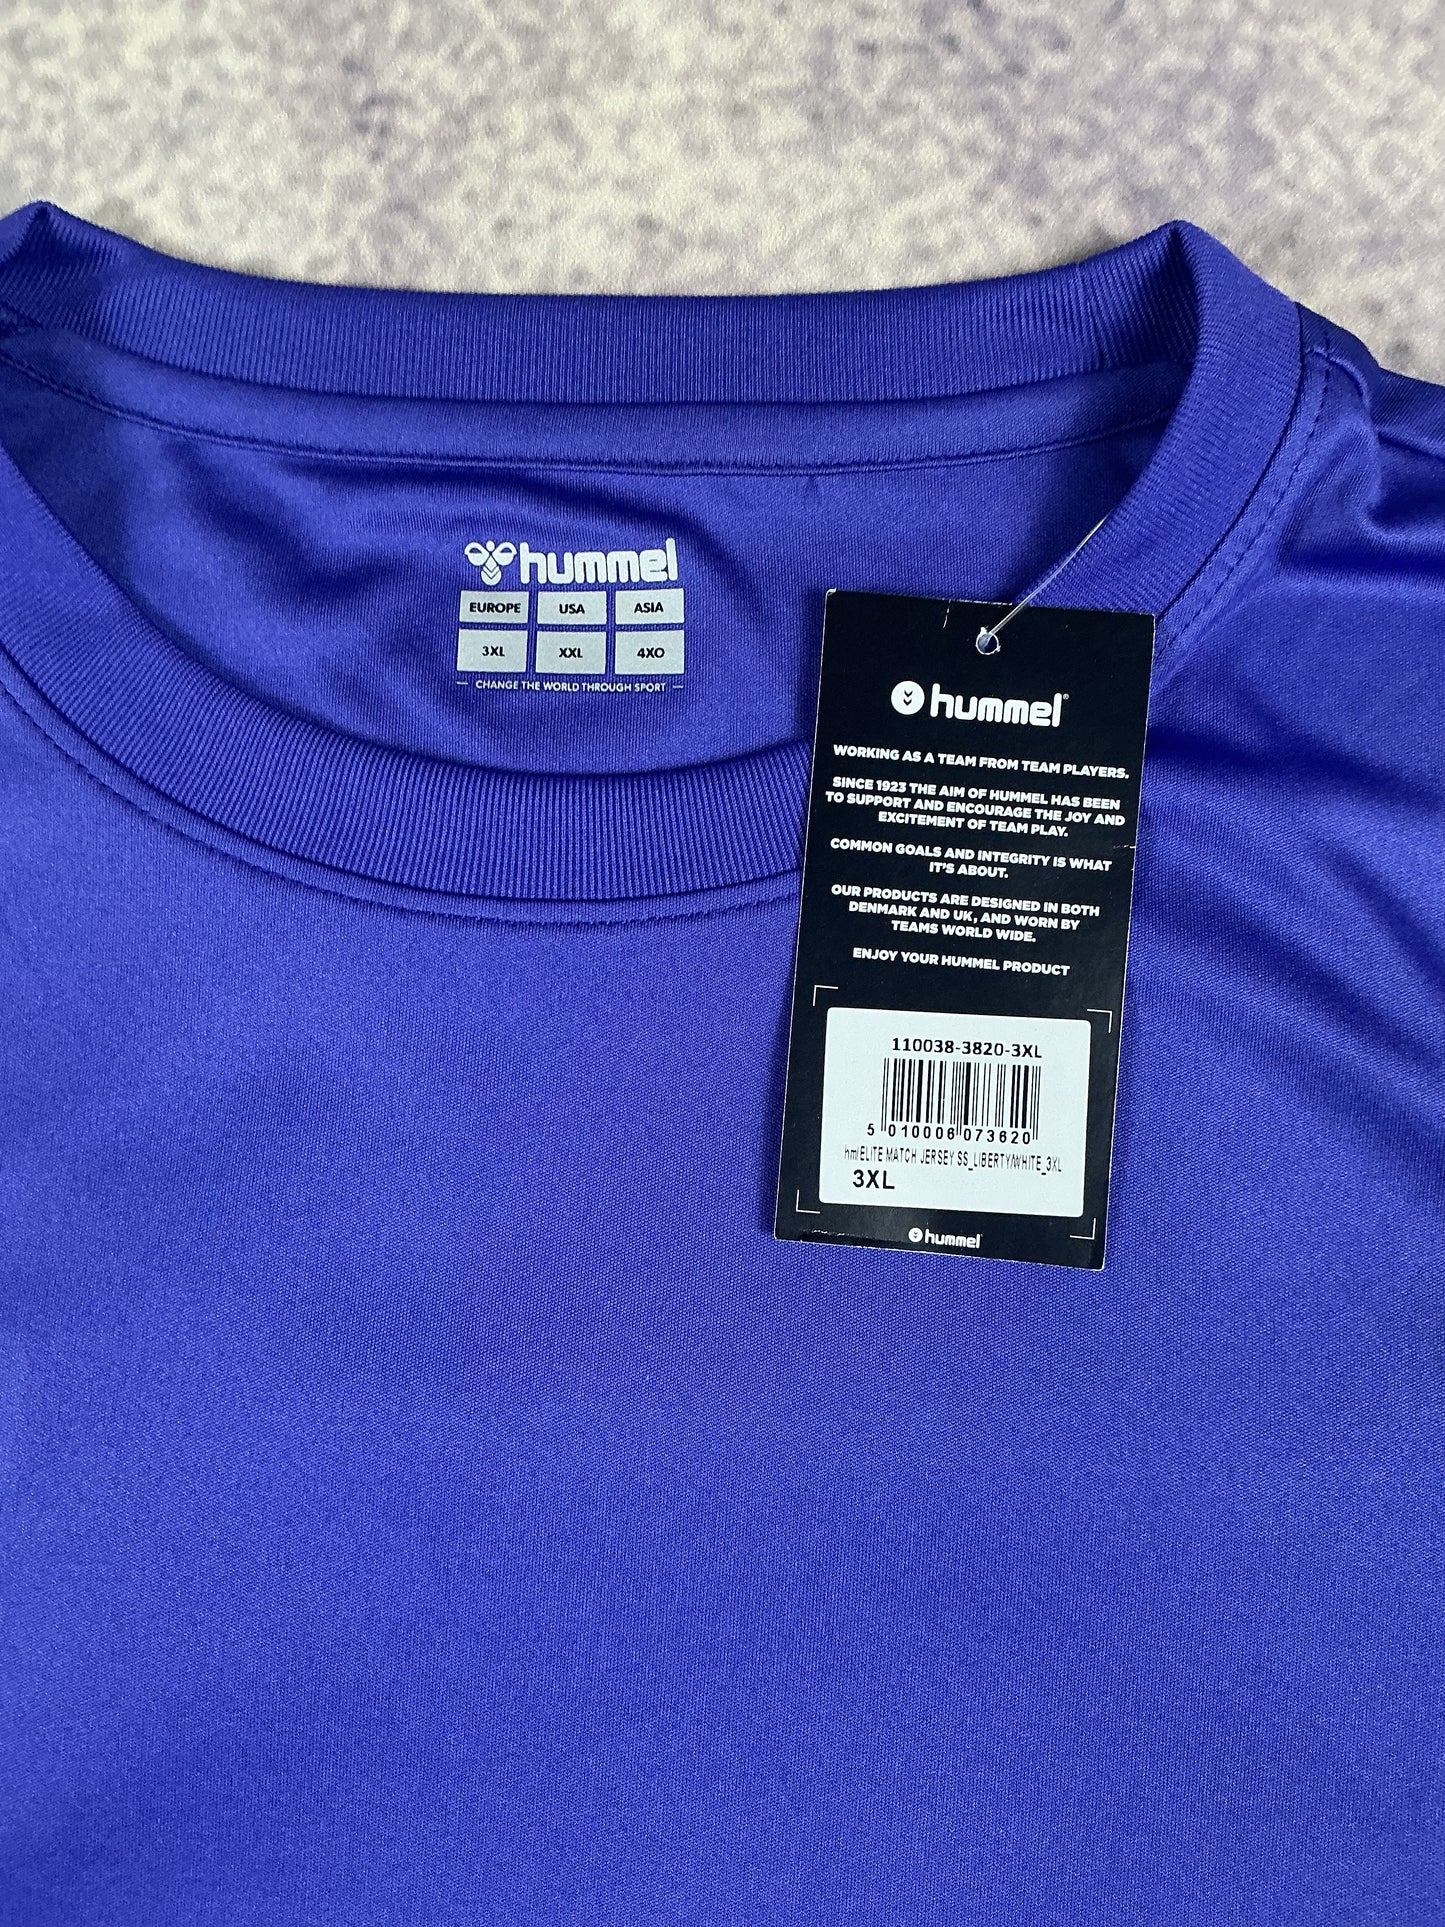 hummel
EUROPE USA ASIA
3XL XXL 4XO
CHANGE THE WORLD THROUGH SPORT
hummel®
WORKING AS A TEAM FROM TEAM PLAYERS.
SINCE 1923 THE AIM OF HUMMEL HAS BEEN
TO SUPPORT AND ENCOURAGE THE JOY AND
EXCITEMENT OF TEAM PLAY.
COMMON GOALS AND INTEGRITY IS WHAT
IT'S ABOUT.
OUR PRODUCTS ARE DESIGNED IN BOTH
DENMARK AND UK, AND WORN BY
TEAMS WORLD WIDE.
ENJOY YOUR HUMMEL PRODUCT
110038-3820-3XL
5 010006 073620
hmlELITE MATCH JERSEY SS_LIBERTY/WHITE_3XL
3XL
hummel